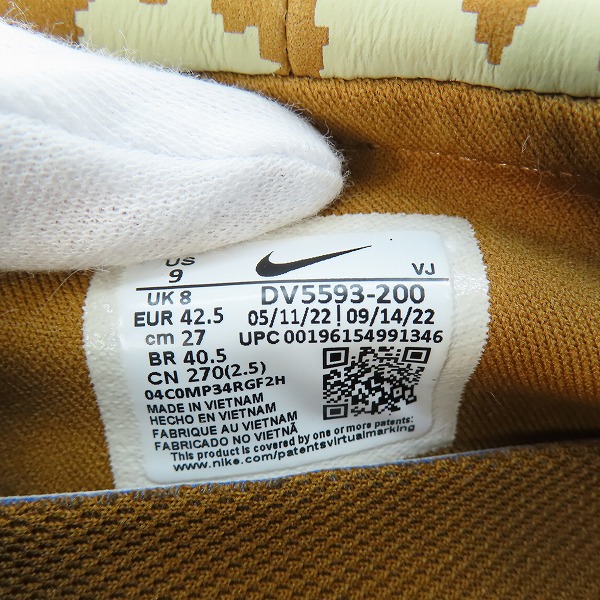 US
9
VJ
UK 8
DV5593-200
EUR 42.5
05/11/22 | 09/14/22
cm 27
UPC 00196154991346
BR 40.5
CN 270(2.5)
04C0MP34RGF2H
MADE IN VIETNAM
HECHO EN VIETNAM
FABRIQUE AU VIETNAM
FABRICADO NO VIETNÃ
This product is covered by one or more patents:
www.nike.com/patentsvirtualmarking